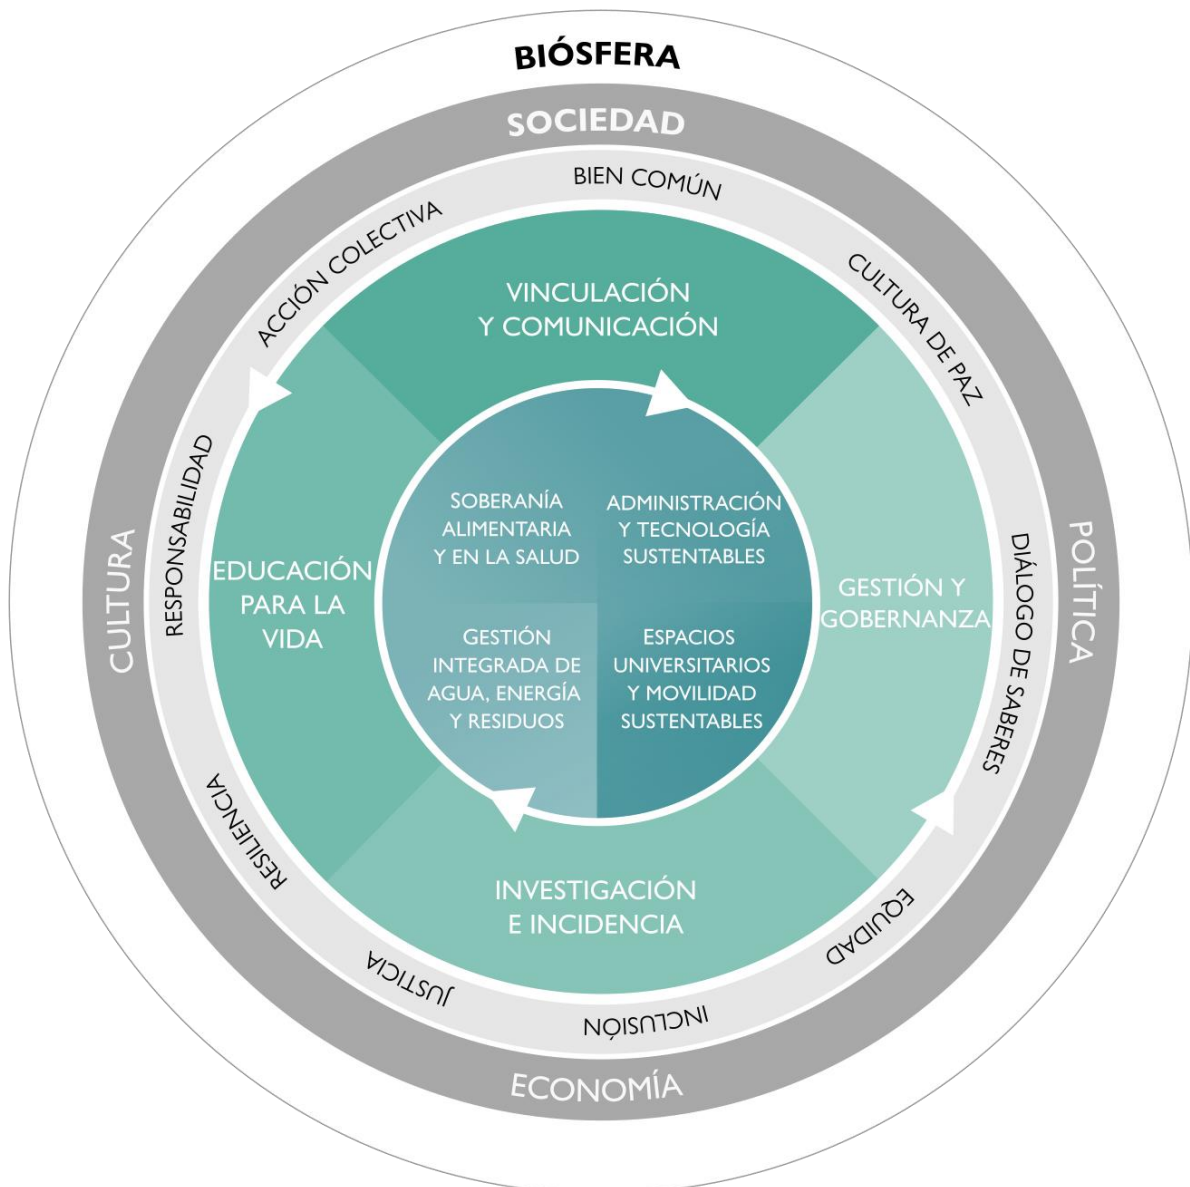 BIÓSFERA
SOCIEDAD
BIEN COMÚN
ACCIÓN COLECTIVA
CULTURA DE PAZ
VINCULACIÓN
Y COMUNICACIÓN
RESPONSABILIDAD
CULTURA
EDUCACIÓN
PARA LA
VIDA
SOBERANÍA
ALIMENTARIA
Y EN LA SALUD
ADMINISTRACIÓN
Y TECNOLOGÍA
SUSTENTABLES
GESTIÓN
INTEGRADA DE
AGUA, ENERGÍA
Y RESIDUOS
ESPACIOS
UNIVERSITARIOS
Y MOVILIDAD
SUSTENTABLES
GESTIÓN Y
GOBERNANZA
DIÁLOGO DE SABERES
POLÍTICA
RESILIENCIA
INVESTIGACIÓN
E INCIDENCIA
EQUIDAD
JUSTICIA
INCLUSIÓN
ECONOMÍA